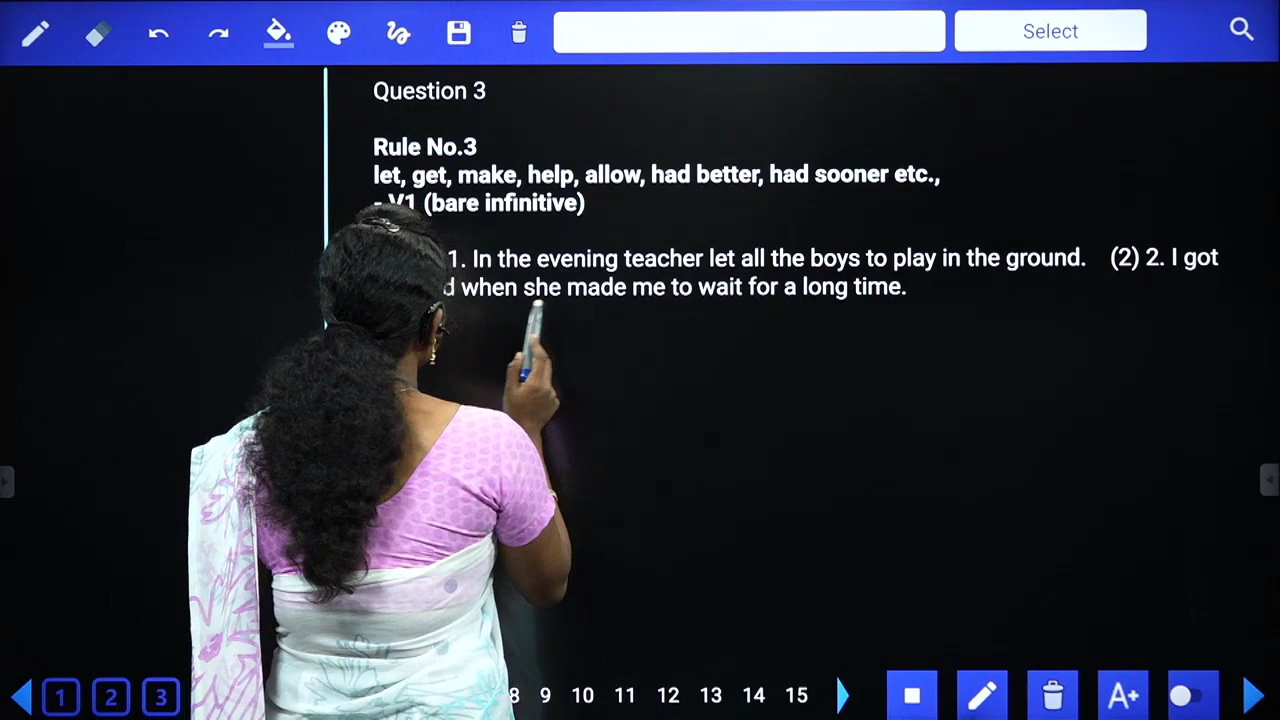 Select
Question 3
Rule No.3
let, get, make, help, allow, had better, had sooner etc.,
- V1 (bare infinitive)
1. In the evening teacher let all the boys to play in the ground. (2) 2. I got
when she made me to wait for a long time.
1 2 3 8 9 10 11 12 13 14 15
A+